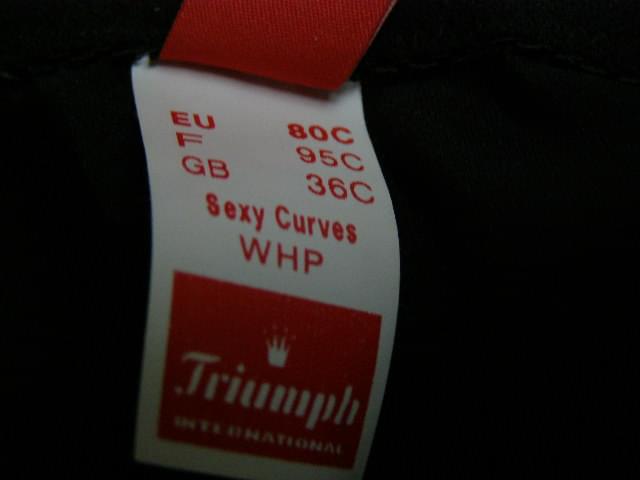 EU 80C
F 95C
GB 36C
Sexy Curves
WHP
Triumph
INTERNATIONAL